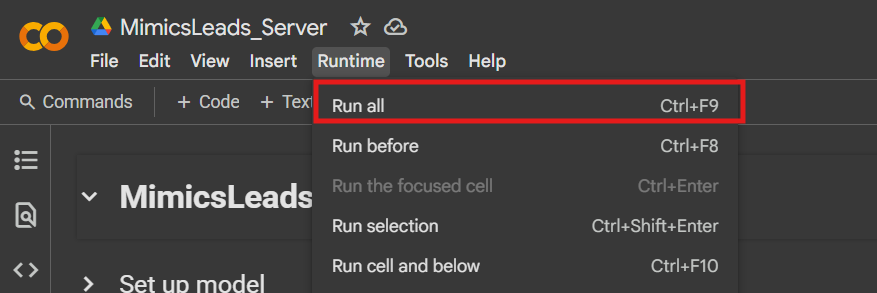 MimicsLeads_Server
File Edit View Insert Runtime Tools Help
Commands + Code + Text
Run all Ctrl+F9
Run before Ctrl+F8
Run the focused cell Ctrl+Enter
Run selection Ctrl+Shift+Enter
Run cell and below Ctrl+F10
MimicsLeads
Set up model